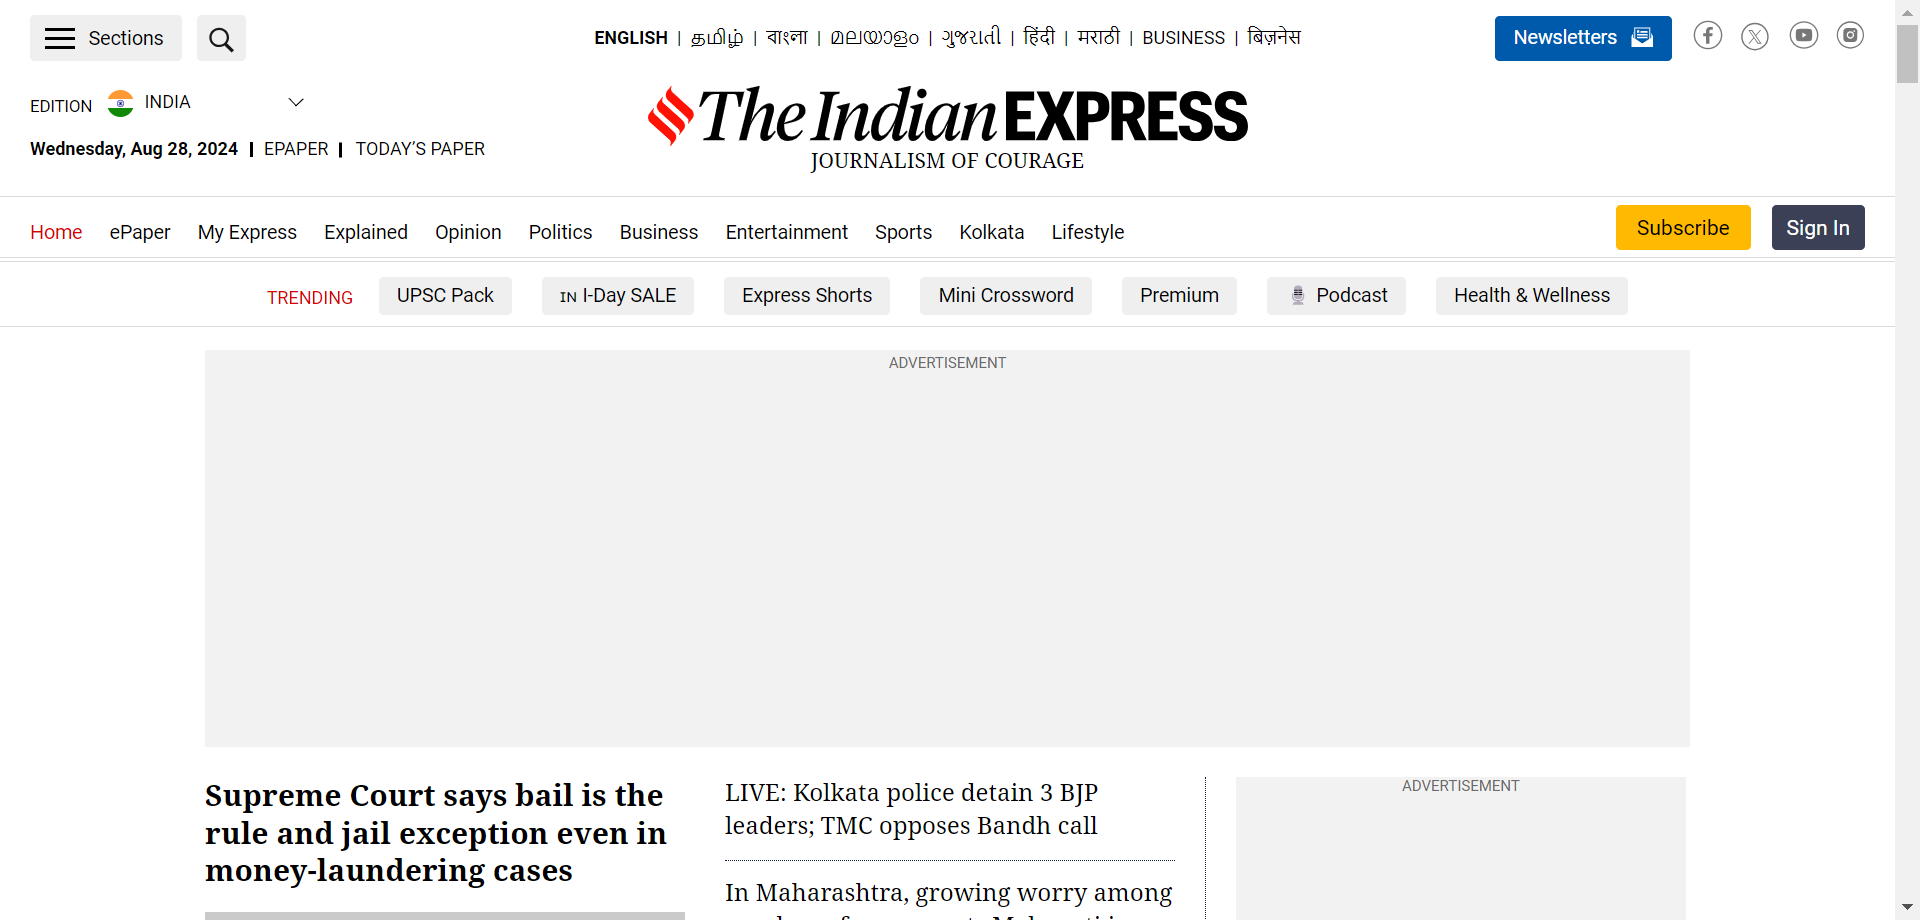 Sections
ENGLISH | தமிழ் | বাংলা | മലയാളം | ગુજરાતી | हिंदी | मराठी | BUSINESS | बिज़नेस
Newsletters
EDITION INDIA
The Indian EXPRESS
JOURNALISM OF COURAGE
Wednesday, Aug 28, 2024 | EPAPER | TODAY’S PAPER
Home ePaper My Express Explained Opinion Politics Business Entertainment Sports Kolkata Lifestyle
Subscribe Sign In
TRENDING UPSC Pack IN I-Day SALE Express Shorts Mini Crossword Premium Podcast Health & Wellness
ADVERTISEMENT
Supreme Court says bail is the
rule and jail exception even in
money-laundering cases
LIVE: Kolkata police detain 3 BJP
leaders; TMC opposes Bandh call
In Maharashtra, growing worry among
ADVERTISEMENT